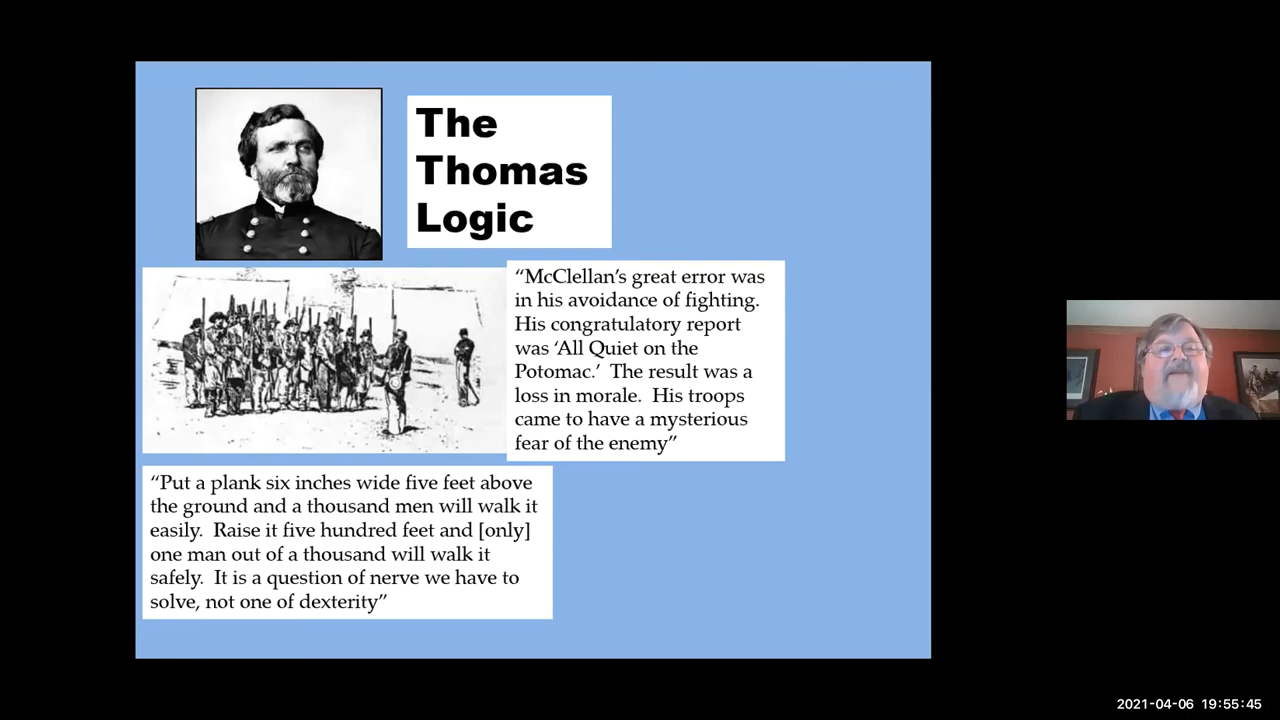 The
Thomas
Logic
“McClellan’s great error was
in his avoidance of fighting.
His congratulatory report
was ‘All Quiet on the
Potomac.’  The result was a
loss in morale.  His troops
came to have a mysterious
fear of the enemy”
“Put a plank six inches wide five feet above
the ground and a thousand men will walk it
easily.  Raise it five hundred feet and [only]
one man out of a thousand will walk it
safely.  It is a question of nerve we have to
solve, not one of dexterity”
2021-04-06 19:55:45